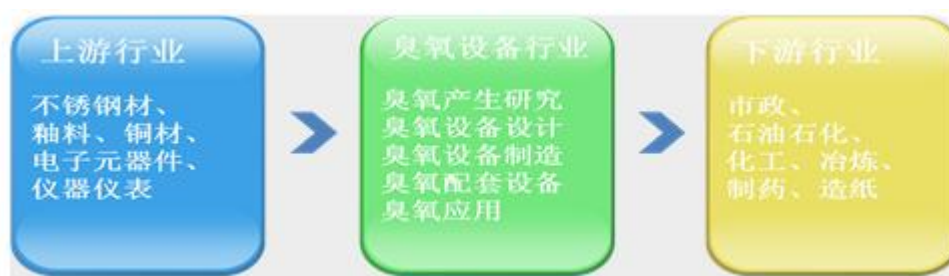 上游行业
不锈钢材、
釉料、铜材、
电子元器件、
仪器仪表
臭氧设备行业
臭氧产生研究
臭氧设备设计
臭氧设备制造
臭氧配套设备
臭氧应用
下游行业
市政、
石油石化、
化工、冶炼、
制药、造纸